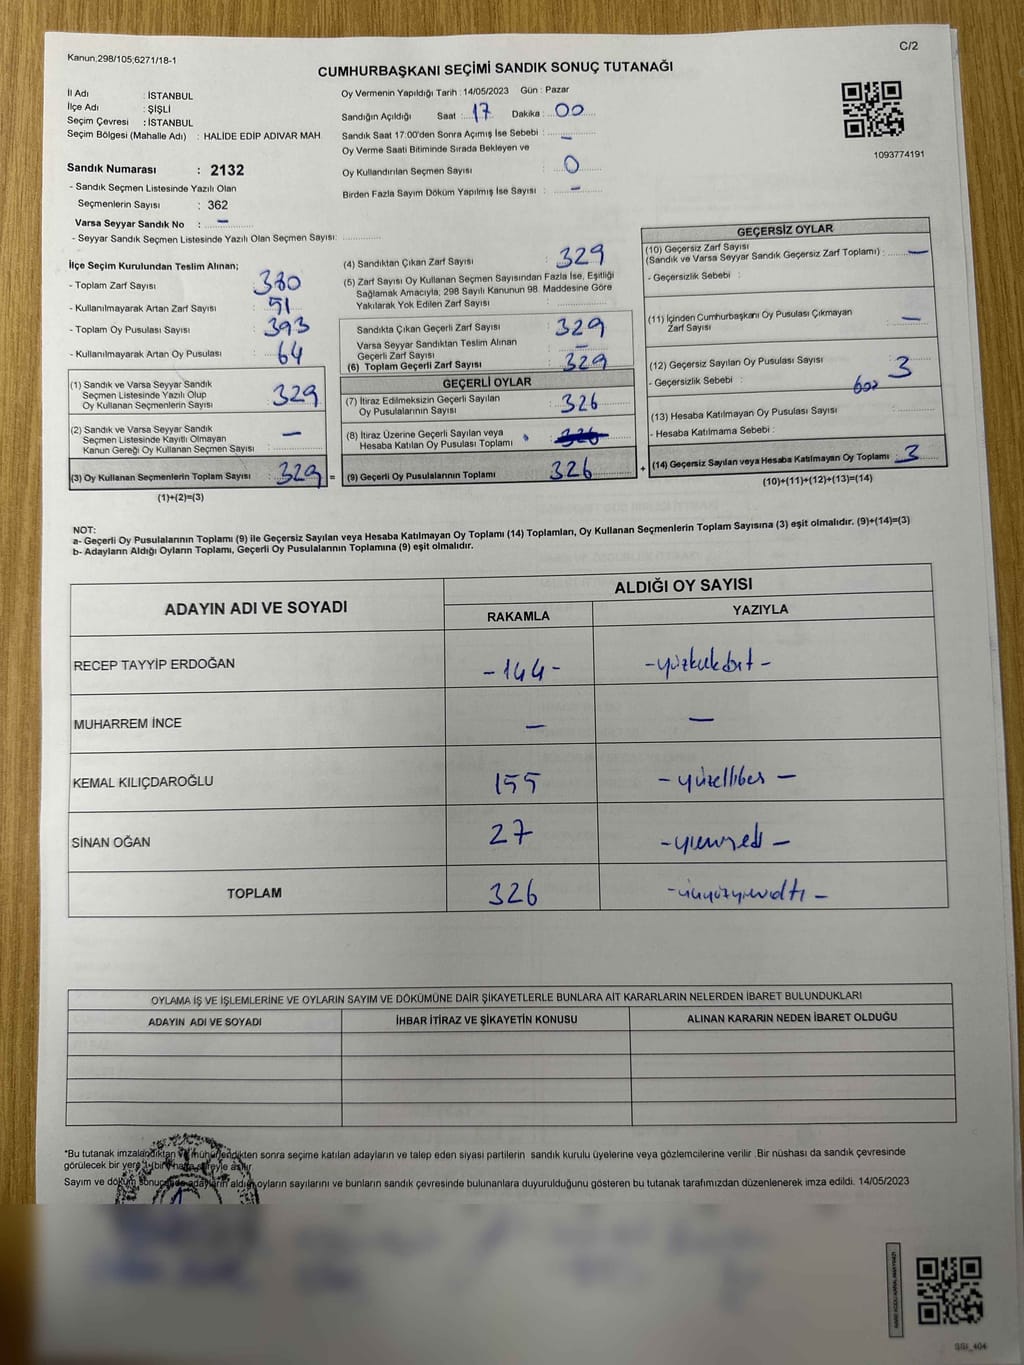 Kanun,298/105;6271/18-1
C/2
CUMHURBAŞKANI SEÇİMİ SANDIK SONUÇ TUTANAĞI
İl Adı : İSTANBUL
İlçe Adı : ŞİŞLİ
Seçim Çevresi : İSTANBUL
Seçim Bölgesi (Mahalle Adı) : HALİDE EDİP ADIVAR MAH.
Sandık Numarası : 2132
- Sandık Seçmen Listesinde Yazılı Olan
Seçmenlerin Sayısı : 362
Varsa Seyyar Sandık No : —
- Seyyar Sandık Seçmen Listesinde Yazılı Olan Seçmen Sayısı:
Oy Vermenin Yapıldığı Tarih : 14/05/2023 Gün : Pazar
Sandığın Açıldığı Saat : 17 Dakika : 00
Sandık Saat 17:00'den Sonra Açımış İse Sebebi : —
Oy Verme Saati Bitiminde Sırada Bekleyen ve
Oy Kullandırılan Seçmen Sayısı : 0
Birden Fazla Sayım Döküm Yapılmış İse Sayısı : —
1093774191
İlçe Seçim Kurulundan Teslim Alınan;
- Toplam Zarf Sayısı : 380
- Kullanılmayarak Artan Zarf Sayısı : 51
- Toplam Oy Pusulası Sayısı : 393
- Kullanılmayarak Artan Oy Pusulası : 64
(1) Sandık ve Varsa Seyyar Sandık
Seçmen Listesinde Yazılı Olup
Oy Kullanan Seçmenlerin Sayısı : 329
(2) Sandık ve Varsa Seyyar Sandık
Seçmen Listesinde Kayıtlı Olmayan
Kanun Gereği Oy Kullanan Seçmen Sayısı : —
(3) Oy Kullanan Seçmenlerin Toplam Sayısı : 329 =
(1)+(2)=(3)
(4) Sandıktan Çıkan Zarf Sayısı : 329
(5) Zarf Sayısı Oy Kullanan Seçmen Sayısından Fazla İse, Eşitliği
Sağlamak Amacıyla, 298 Sayılı Kanunun 98. Maddesine Göre
Yakılarak Yok Edilen Zarf Sayısı :
Sandıkta Çıkan Geçerli Zarf Sayısı : 329
Varsa Seyyar Sandıktan Teslim Alınan
Geçerli Zarf Sayısı : —
(6) Toplam Geçerli Zarf Sayısı : 329
GEÇERLİ OYLAR
(7) İtiraz Edilmeksizin Geçerli Sayılan
Oy Pusulalarının Sayısı : 326
(8) İtiraz Üzerine Geçerli Sayılan veya
Hesaba Katılan Oy Pusulası Toplamı :
(9) Geçerli Oy Pusulalarının Toplamı : 326 +
GEÇERSİZ OYLAR
(10) Geçersiz Zarf Sayısı
(Sandık ve Varsa Seyyar Sandık Geçersiz Zarf Toplamı) : —
- Geçersizlik Sebebi :
(11) İçinden Cumhurbaşkanı Oy Pusulası Çıkmayan
Zarf Sayısı : —
(12) Geçersiz Sayılan Oy Pusulası Sayısı : 3
- Geçersizlik Sebebi :
(13) Hesaba Katılmayan Oy Pusulası Sayısı :
- Hesaba Katılmama Sebebi :
(14) Geçersiz Sayılan veya Hesaba Katılmayan Oy Toplamı : 3
(10)+(11)+(12)+(13)=(14)
NOT:
a- Geçerli Oy Pusulalarının Toplamı (9) ile Geçersiz Sayılan veya Hesaba Katılmayan Oy Toplamı (14) Toplamları, Oy Kullanan Seçmenlerin Toplam Sayısına (3) eşit olmalıdır. (9)+(14)=(3)
b- Adayların Aldığı Oyların Toplamı, Geçerli Oy Pusulalarının Toplamına (9) eşit olmalıdır.
ADAYIN ADI VE SOYADI
ALDIĞI OY SAYISI
RAKAMLA
YAZIYLA
RECEP TAYYİP ERDOĞAN -144- -yüzkırkdört-
MUHARREM İNCE — —
KEMAL KILIÇDAROĞLU 155 -yüzellibeş-
SİNAN OĞAN 27 -yirmiyedi-
TOPLAM 326 -üçyüzyirmialtı-
OYLAMA İŞ VE İŞLEMLERİNE VE OYLARIN SAYIM VE DÖKÜMÜNE DAİR ŞİKAYETLERLE BUNLARA AİT KARARLARIN NELERDEN İBARET BULUNDUKLARI
ADAYIN ADI VE SOYADI
İHBAR İTİRAZ VE ŞİKAYETİN KONUSU
ALINAN KARARIN NEDEN İBARET OLDUĞU
*Bu tutanak imzalandıktan ve mühürlendikten sonra seçime katılan adayların ve talep eden siyasi partilerin sandık kurulu üyelerine veya gözlemcilerine verilir .Bir nüshası da sandık çevresinde
görülecek bir yere 1 (bir) hafta süreyle asılır.
Sayım ve döküm sonucunda adayların aldığı oyların sayılarını ve bunların sandık çevresinde bulunanlara duyurulduğunu gösteren bu tutanak tarafımızdan düzenlenerek imza edildi. 14/05/2023